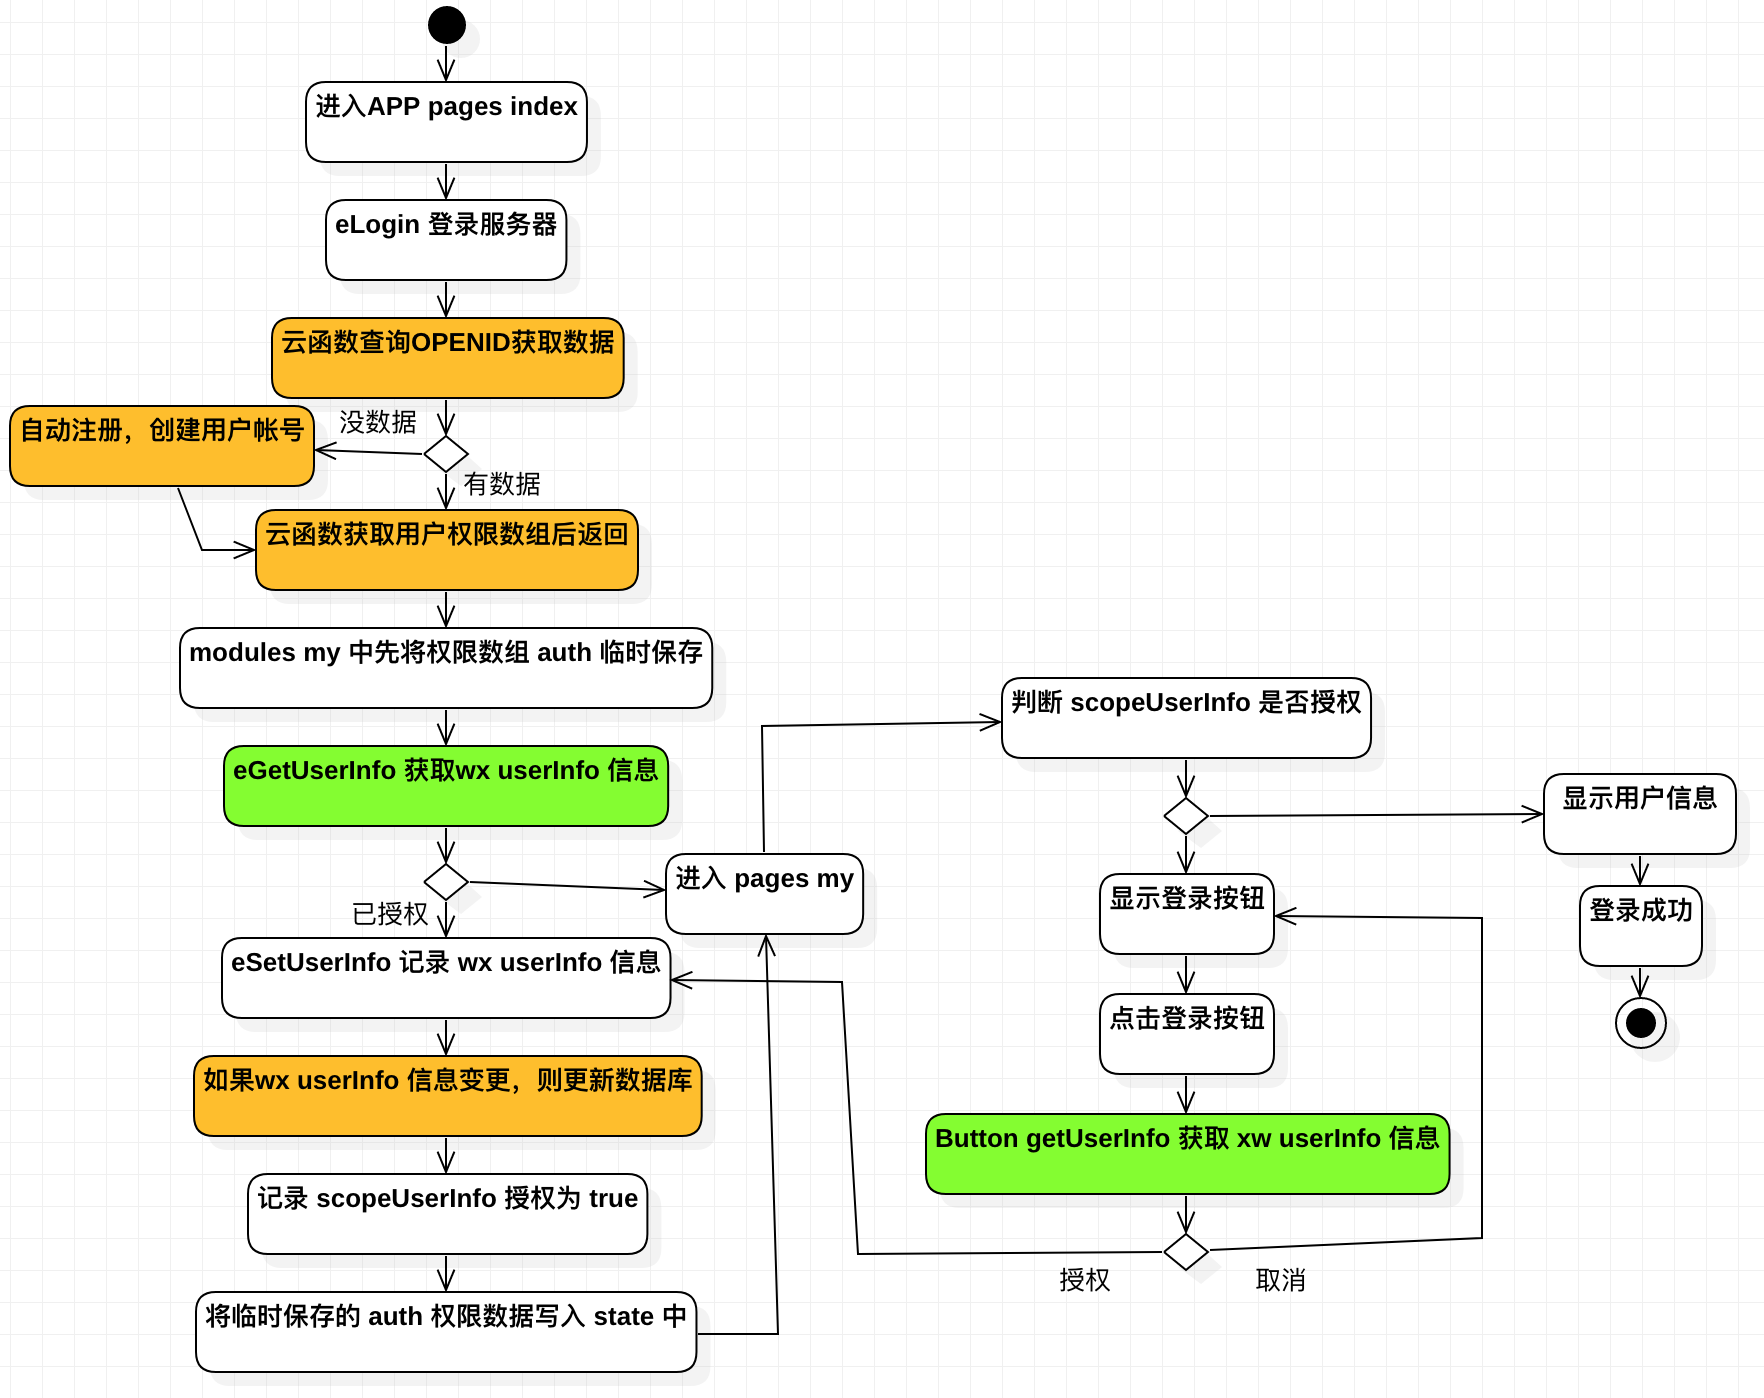 进入APP pages index
eLogin 登录服务器
云函数查询OPENID获取数据
没数据
自动注册，创建用户帐号
有数据
云函数获取用户权限数组后返回
modules my 中先将权限数组 auth 临时保存
eGetUserInfo 获取wx userInfo 信息
已授权
进入 pages my
eSetUserInfo 记录 wx userInfo 信息
如果wx userInfo 信息变更，则更新数据库
记录 scopeUserInfo 授权为 true
将临时保存的 auth 权限数据写入 state 中
判断 scopeUserInfo 是否授权
显示用户信息
登录成功
显示登录按钮
点击登录按钮
Button getUserInfo 获取 xw userInfo 信息
授权
取消